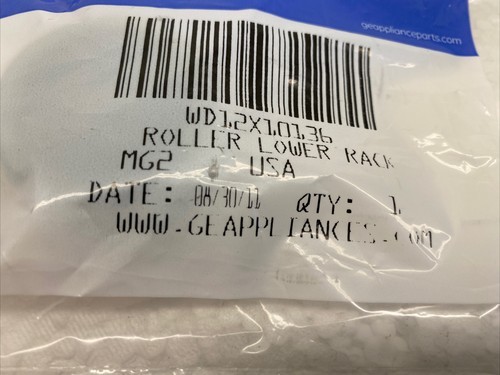 geapplianceparts.com
WD12X10136
ROLLER LOWER RACK
MG2 USA
DATE: 08/30/11 QTY: 1
WWW.GEAPPLIANCES.COM